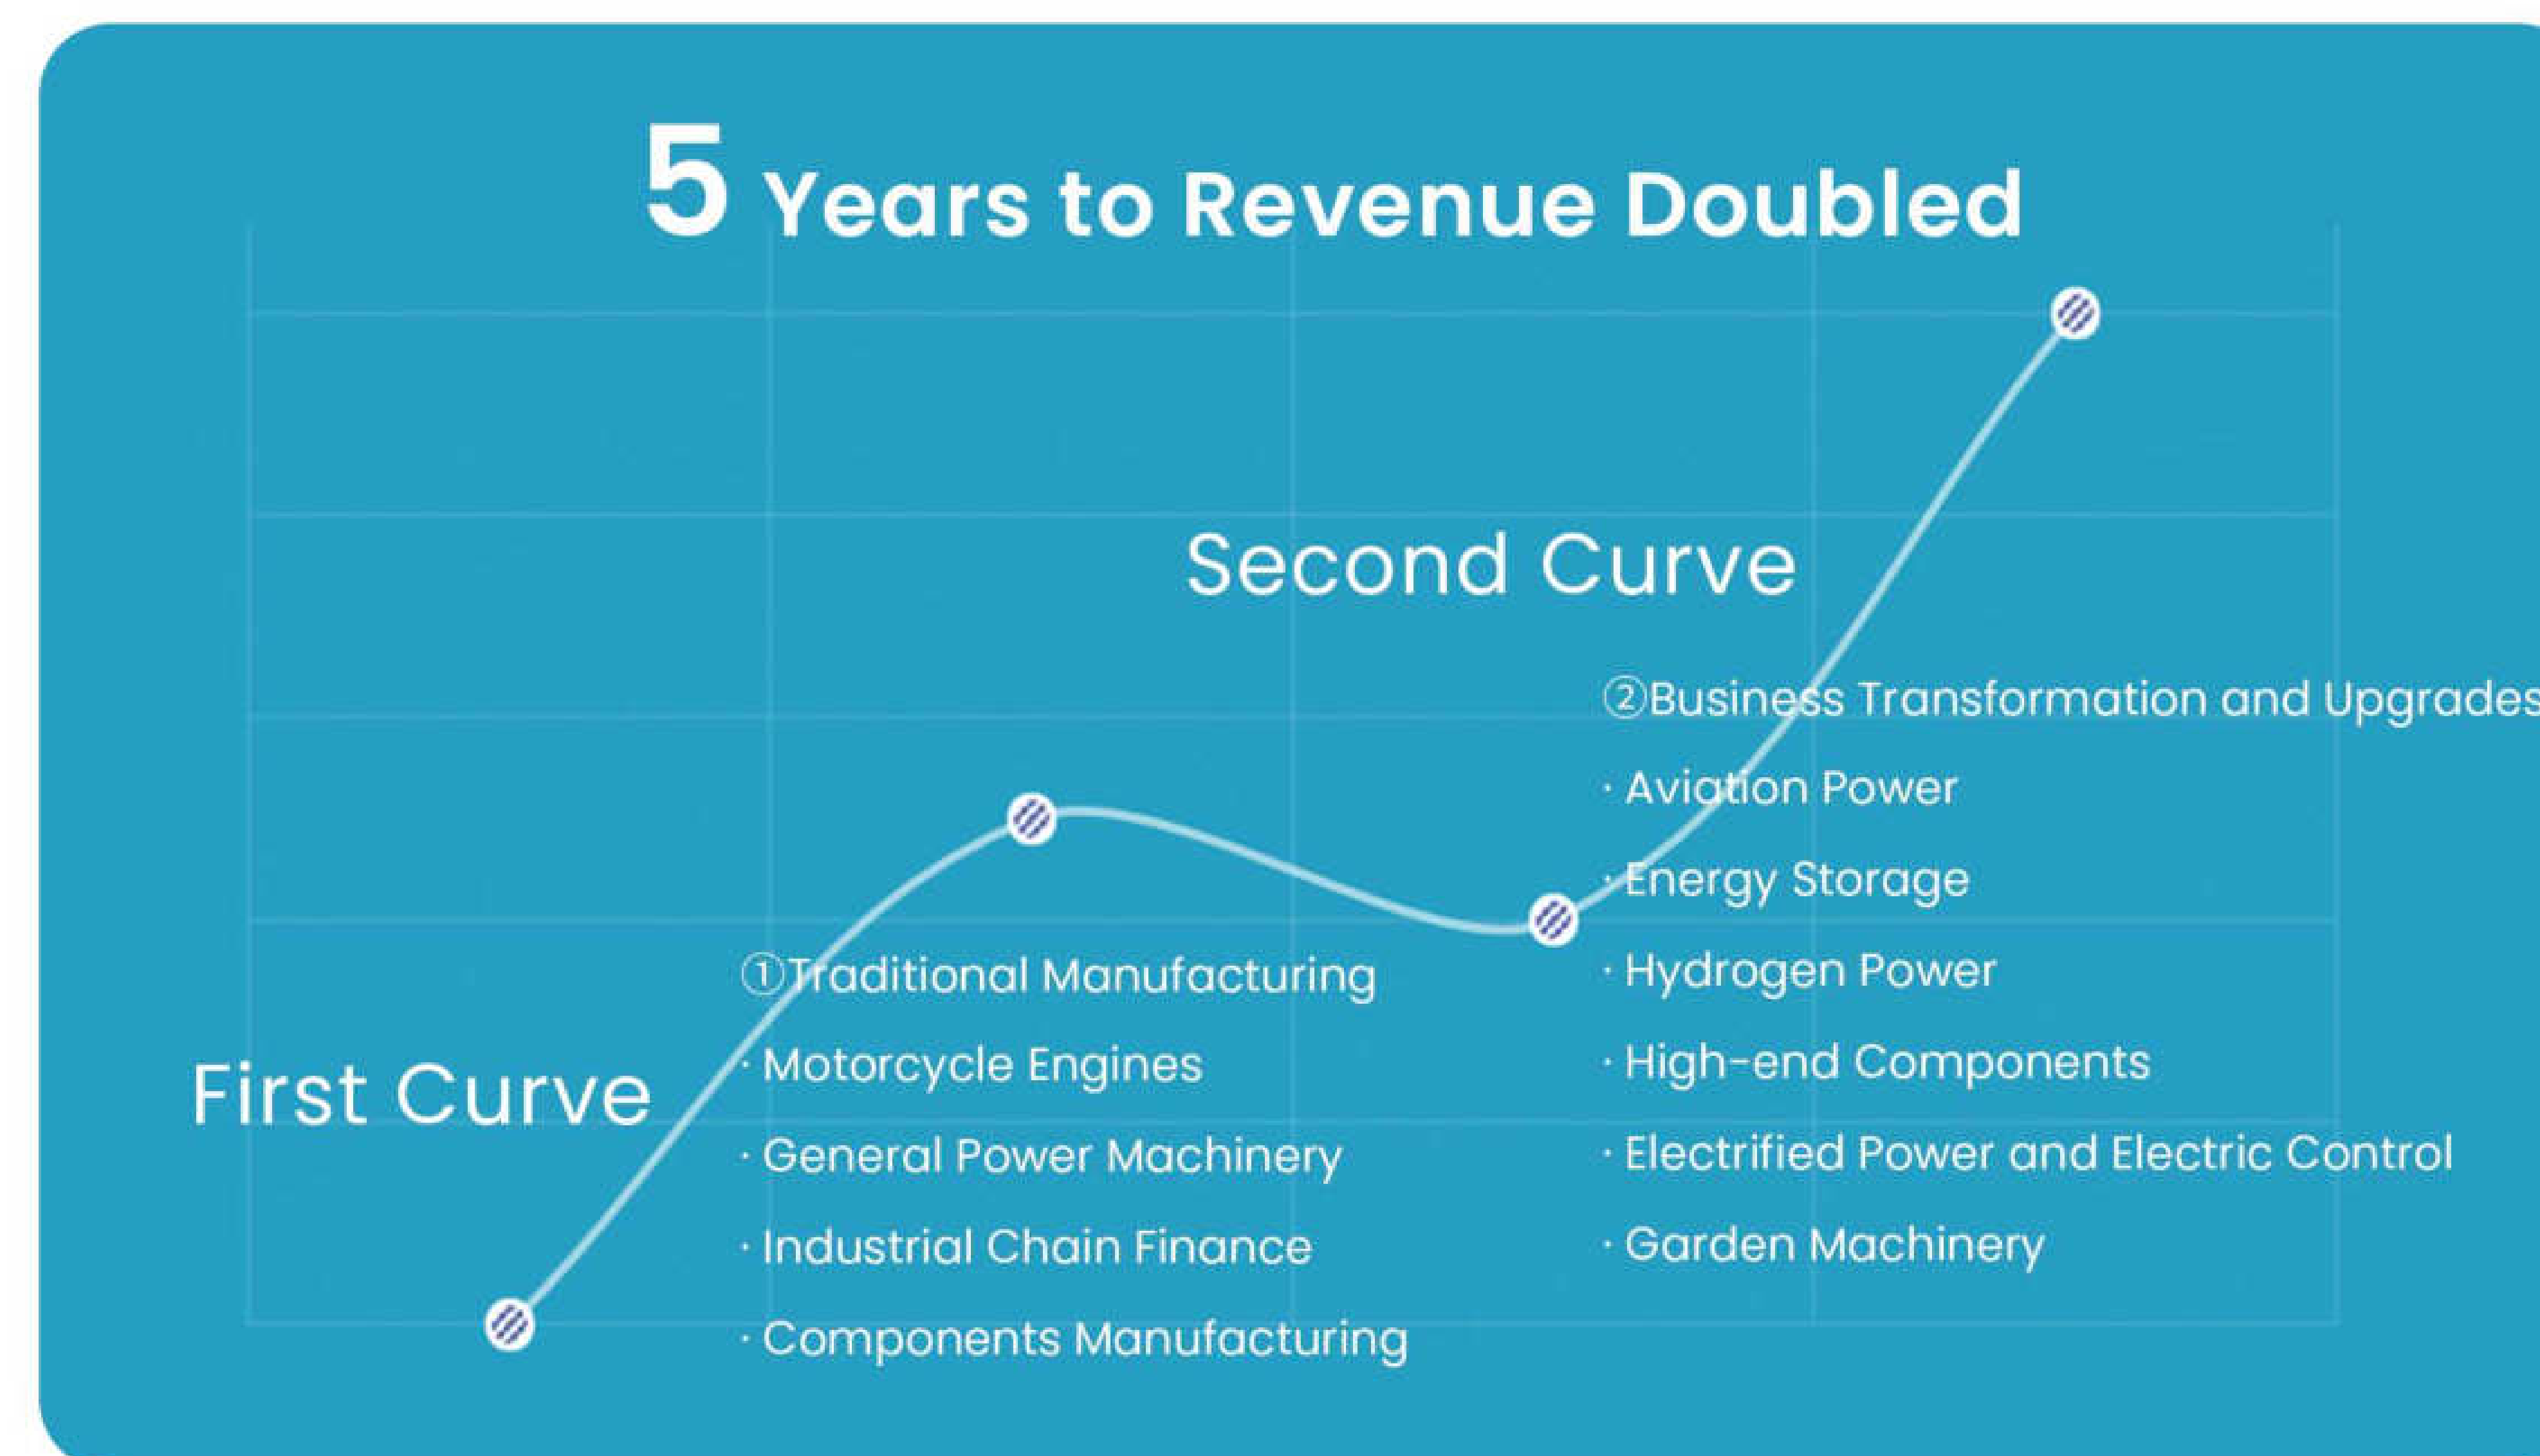 5 Years to Revenue Doubled
Second Curve
②Business Transformation and Upgrades
· Aviation Power
· Energy Storage
· Hydrogen Power
· High-end Components
· Electrified Power and Electric Control
· Garden Machinery
First Curve
①Traditional Manufacturing
· Motorcycle Engines
· General Power Machinery
· Industrial Chain Finance
· Components Manufacturing